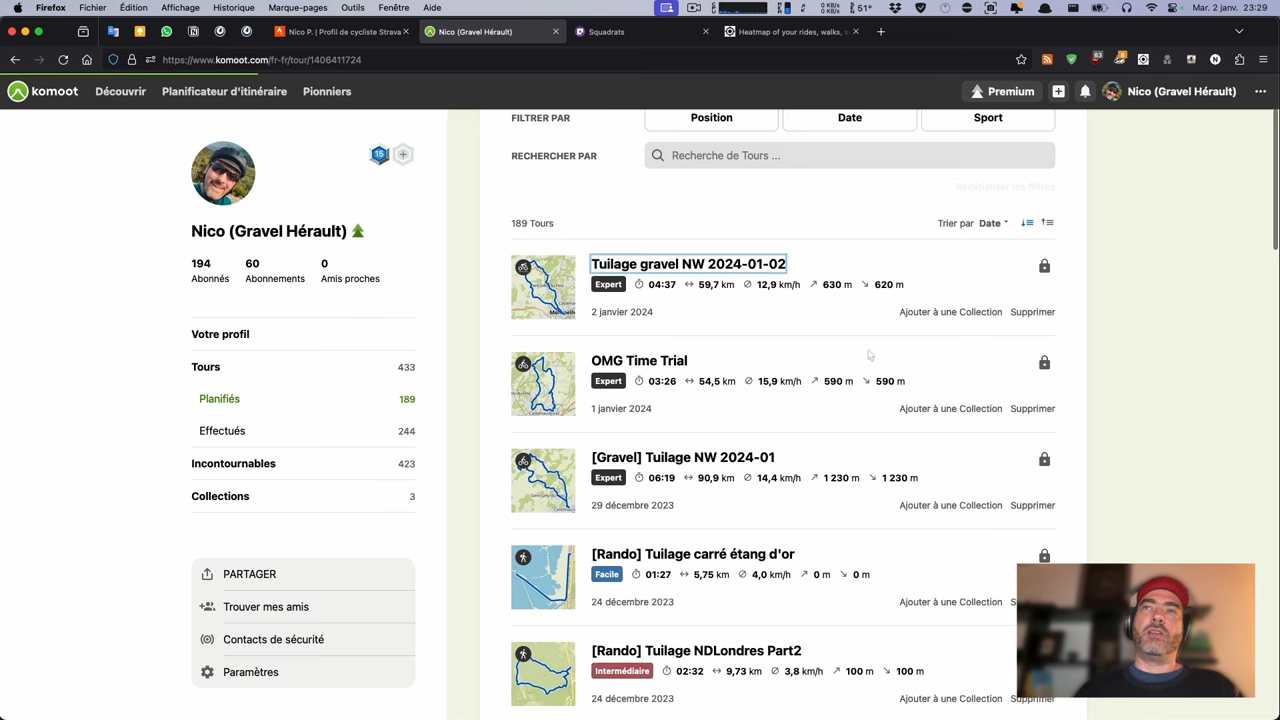 Firefox Fichier Édition Affichage Historique Marque-pages Outils Fenêtre Aide Mar. 2 janv. 23:29
Nico P. | Profil de cycliste Strava
Nico (Gravel Hérault)
Squadrats
Heatmap of your rides, walks, s
https://www.komoot.com/fr-fr/tour/1406411724
komoot Découvrir Planificateur d'itinéraire Pionniers Premium Nico (Gravel Hérault)
FILTRER PAR Position Date Sport
RECHERCHER PAR Recherche de Tours ...
Réinitialiser les filtres
15
Nico (Gravel Hérault)
194 60 0
Abonnés Abonnements Amis proches
Votre profil
Tours 433
Planifiés 189
Effectués 244
Incontournables 423
Collections 3
PARTAGER
Trouver mes amis
Contacts de sécurité
Paramètres
189 Tours Trier par Date
Tuilage gravel NW 2024-01-02
Expert 04:37 59,7 km 12,9 km/h 630 m 620 m
2 janvier 2024 Ajouter à une Collection Supprimer
OMG Time Trial
Expert 03:26 54,5 km 15,9 km/h 590 m 590 m
1 janvier 2024 Ajouter à une Collection Supprimer
[Gravel] Tuilage NW 2024-01
Expert 06:19 90,9 km 14,4 km/h 1 230 m 1 230 m
29 décembre 2023 Ajouter à une Collection Supprimer
[Rando] Tuilage carré étang d'or
Facile 01:27 5,75 km 4,0 km/h 0 m 0 m
24 décembre 2023 Ajouter à une Collection
[Rando] Tuilage NDLondres Part2
Intermédiaire 02:32 9,73 km 3,8 km/h 100 m 100 m
24 décembre 2023 Ajouter à une Collection Supprimer